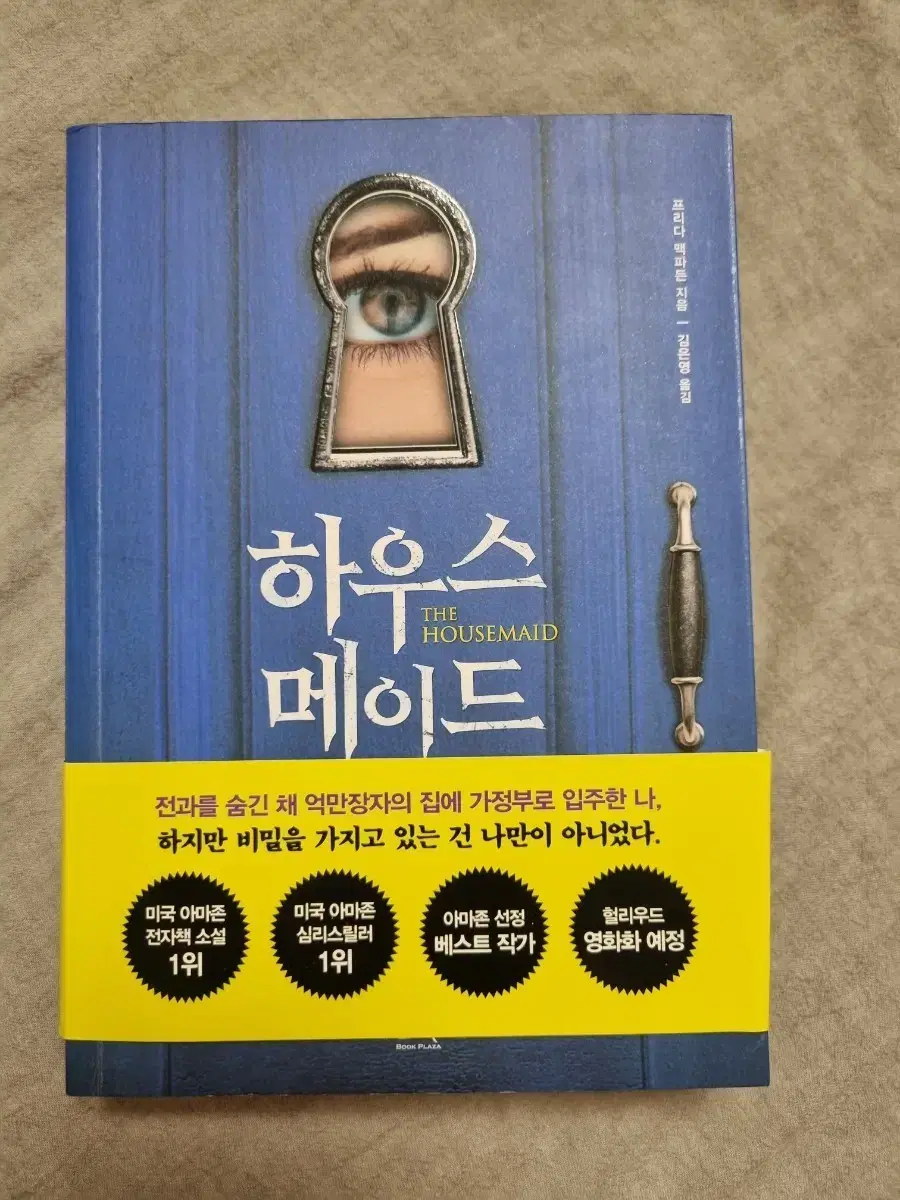 프리다 맥파든 지음 — 김은영 옮김
하우스
THE
HOUSEMAID
메이드
전과를 숨긴 채 억만장자의 집에 가정부로 입주한 나,
하지만 비밀을 가지고 있는 건 나만이 아니었다.
미국 아마존
전자책 소설
1위
미국 아마존
심리스릴러
1위
아마존 선정
베스트 작가
헐리우드
영화화 예정
BOOK PLAZA